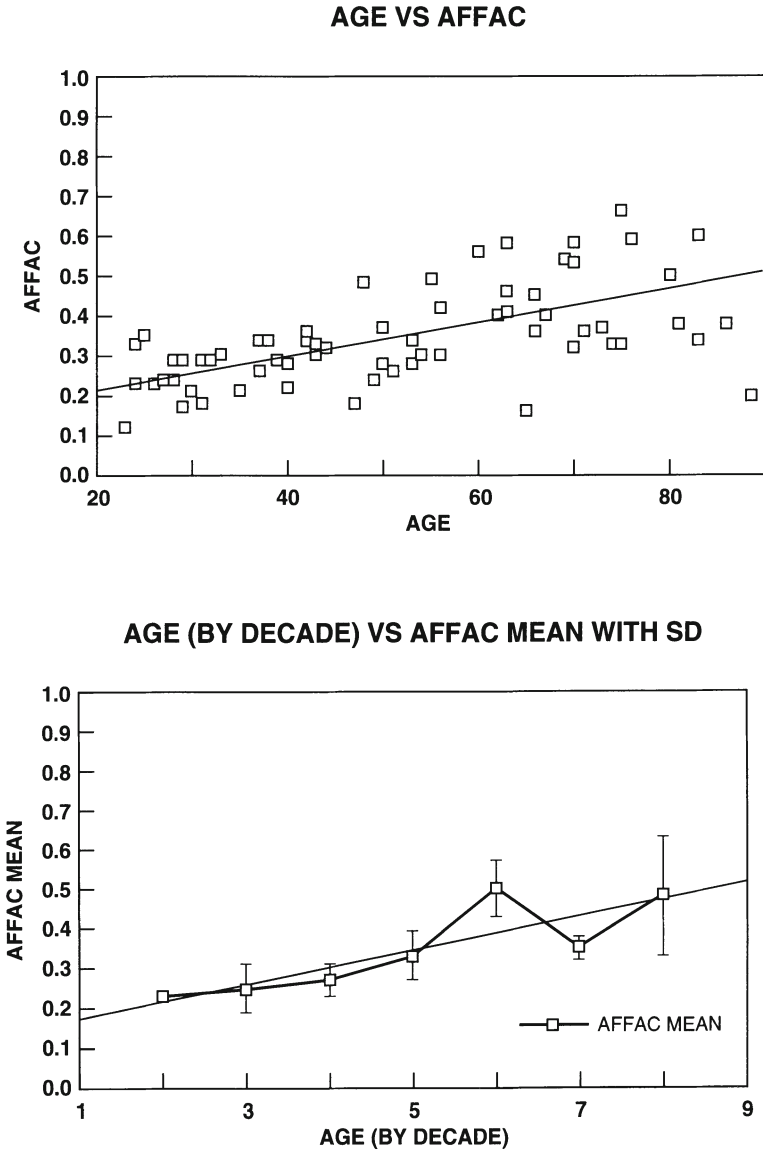 AGE VS AFFAC
1.0
0.9
0.8
0.7
0.6
0.5
0.4
0.3
0.2
0.1
0.0
AFFAC
20 40 60 80
AGE
AGE (BY DECADE) VS AFFAC MEAN WITH SD
1.0
0.9
0.8
0.7
0.6
0.5
0.4
0.3
0.2
0.1
0.0
AFFAC MEAN
AFFAC MEAN
1 3 5 7 9
AGE (BY DECADE)